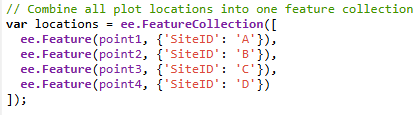 // Combine all plot locations into one feature collection
var locations = ee.FeatureCollection([
  ee.Feature(point1, {'SiteID': 'A'}),
  ee.Feature(point2, {'SiteID': 'B'}),
  ee.Feature(point3, {'SiteID': 'C'}),
  ee.Feature(point4, {'SiteID': 'D'})
]);